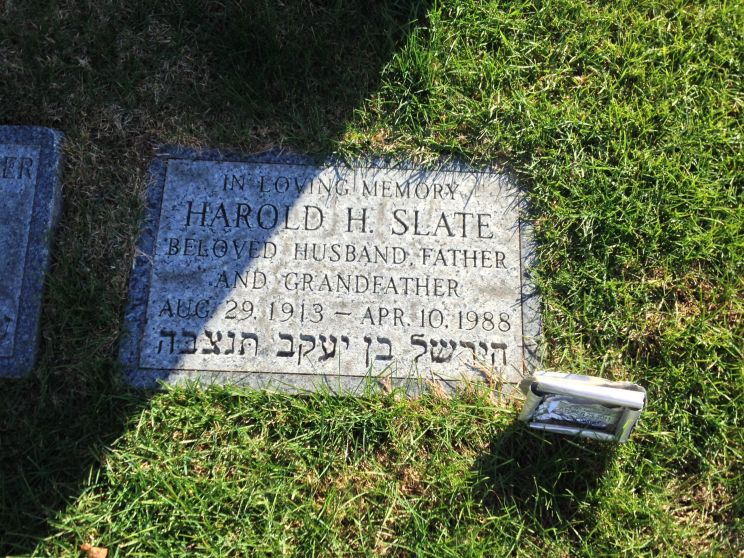 IN LOVING MEMORY
HAROLD H. SLATE
BELOVED HUSBAND, FATHER
AND GRANDFATHER
AUG. 29, 1913 – APR. 10, 1988
הירשל בן יעקב תנצבה
ER